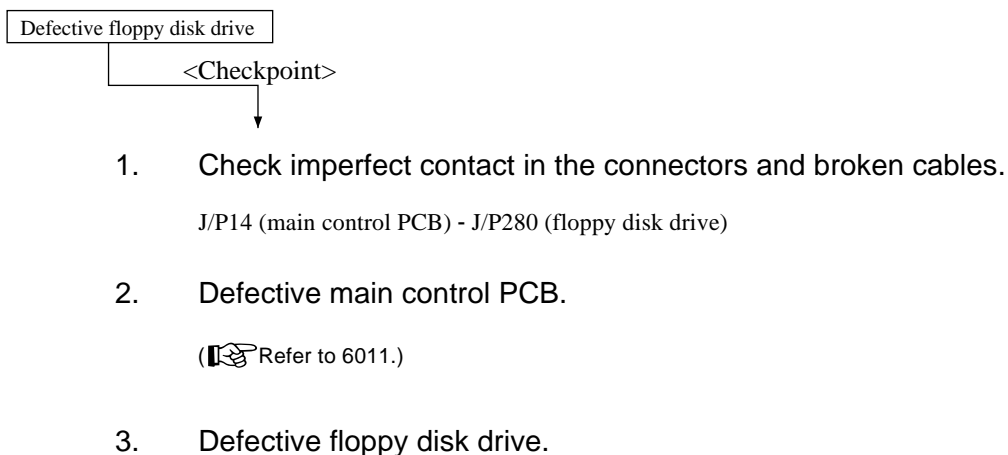 Defective floppy disk drive
<Checkpoint>
1. Check imperfect contact in the connectors and broken cables.
J/P14 (main control PCB) - J/P280 (floppy disk drive)
2. Defective main control PCB.
(Refer to 6011.)
3. Defective floppy disk drive.